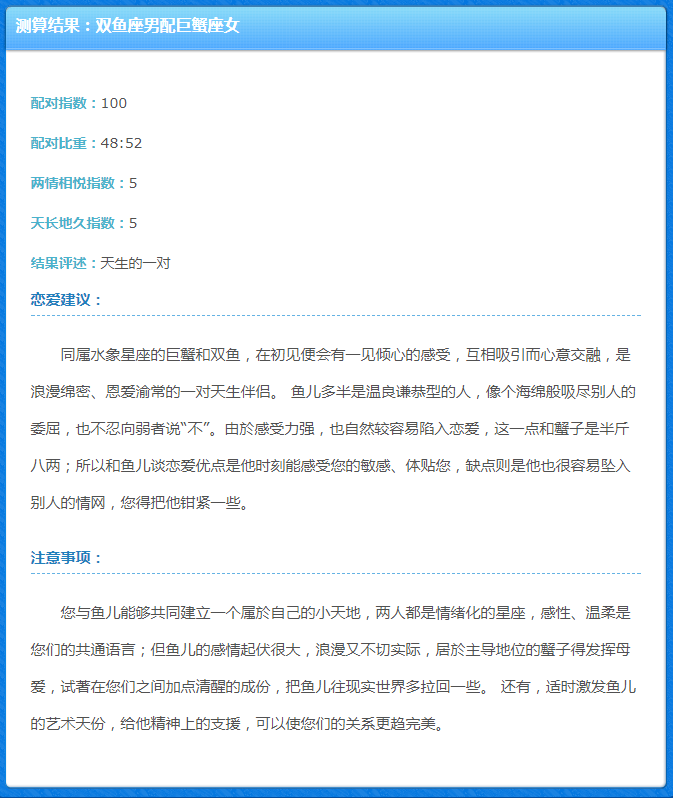 测算结果：双鱼座男配巨蟹座女
配对指数：100
配对比重：48:52
两情相悦指数：5
天长地久指数：5
结果评述：天生的一对
恋爱建议：
同属水象星座的巨蟹和双鱼，在初见便会有一见倾心的感受，互相吸引而心意交融，是
浪漫绵密、恩爱逾常的一对天生伴侣。 鱼儿多半是温良谦恭型的人，像个海绵般吸尽别人的
委屈，也不忍向弱者说“不”。由於感受力强，也自然较容易陷入恋爱，这一点和蟹子是半斤
八两；所以和鱼儿谈恋爱优点是他时刻能感受您的敏感、体贴您，缺点则是他也很容易坠入
别人的情网，您得把他钳紧一些。
注意事项：
您与鱼儿能够共同建立一个属於自己的小天地，两人都是情绪化的星座，感性、温柔是
您们的共通语言；但鱼儿的感情起伏很大，浪漫又不切实际，居於主导地位的蟹子得发挥母
爱，试著在您们之间加点清醒的成份，把鱼儿往现实世界多拉回一些。 还有，适时激发鱼儿
的艺术天份，给他精神上的支援，可以使您们的关系更趋完美。